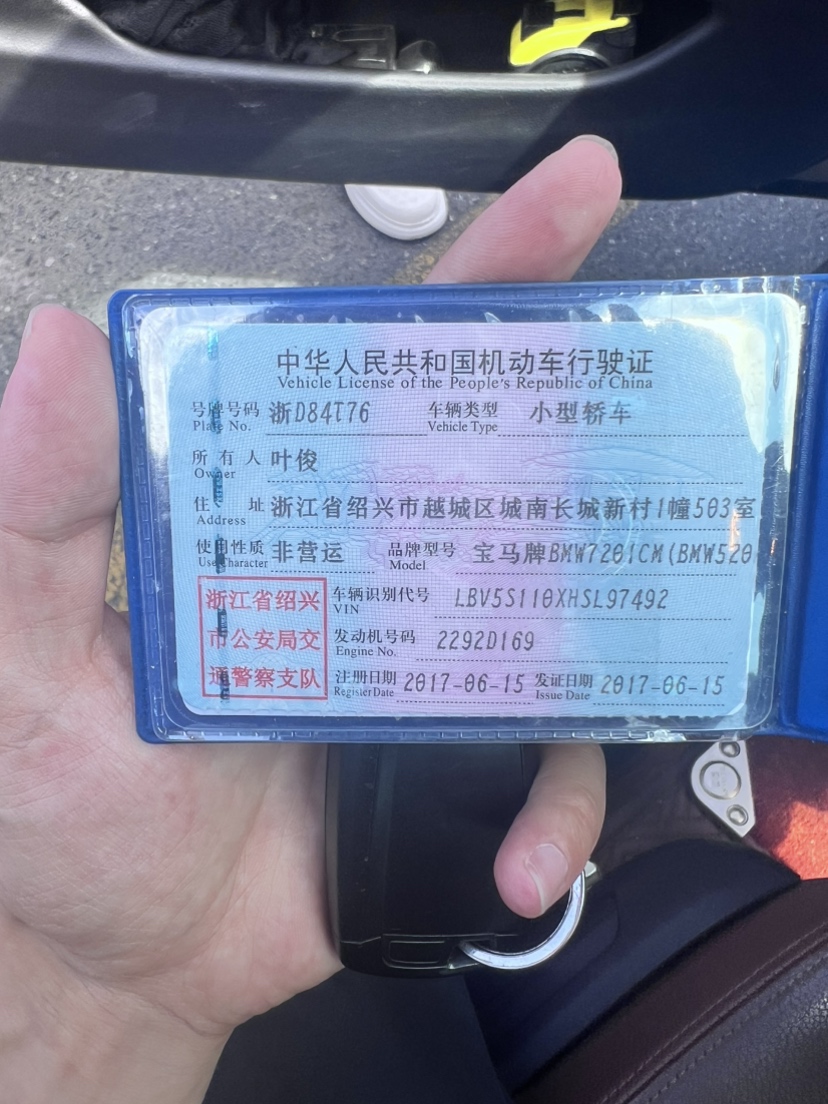 中华人民共和国机动车行驶证
Vehicle License of the People's Republic of China
号牌号码 浙D84T76 车辆类型 小型轿车
Plate No. Vehicle Type
所有人 叶俊
Owner
住址 浙江省绍兴市越城区城南长城新村1幢503室
Address
使用性质 非营运 品牌型号 宝马牌BMW7201CM(BMW520
Use Character Model
浙江省绍兴
市公安局交
通警察支队
车辆识别代号 LBV5S110XHSL97492
VIN
发动机号码 2292D169
Engine No.
注册日期 2017-06-15 发证日期 2017-06-15
Register Date Issue Date